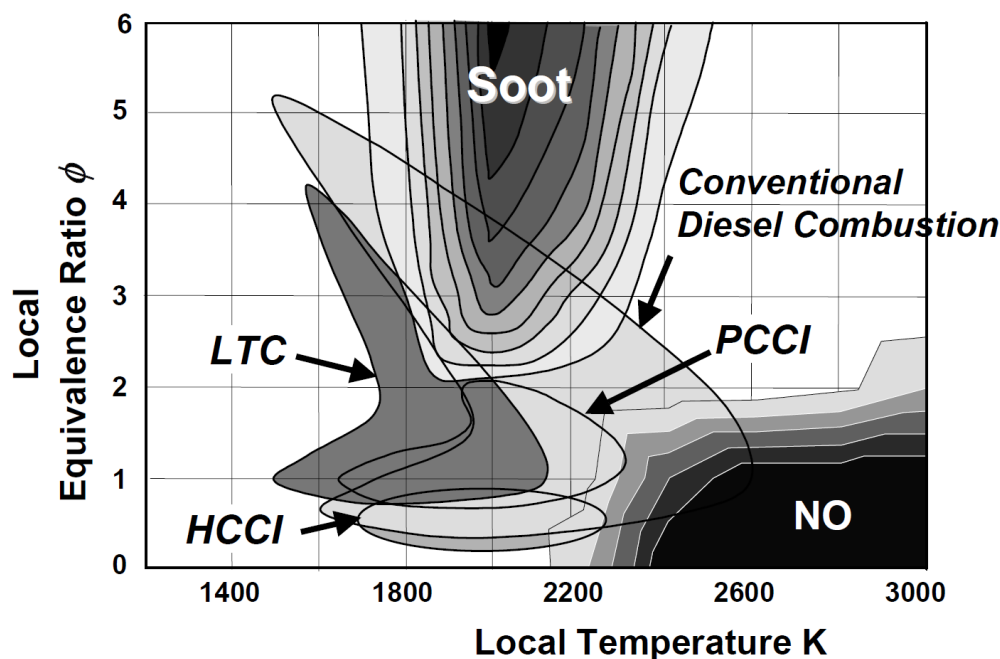 6
5
4
3
2
1
0
Local
Equivalence Ratio ϕ
Soot
Conventional
Diesel Combustion
LTC
PCCI
HCCI
NO
1400 1800 2200 2600 3000
Local Temperature K